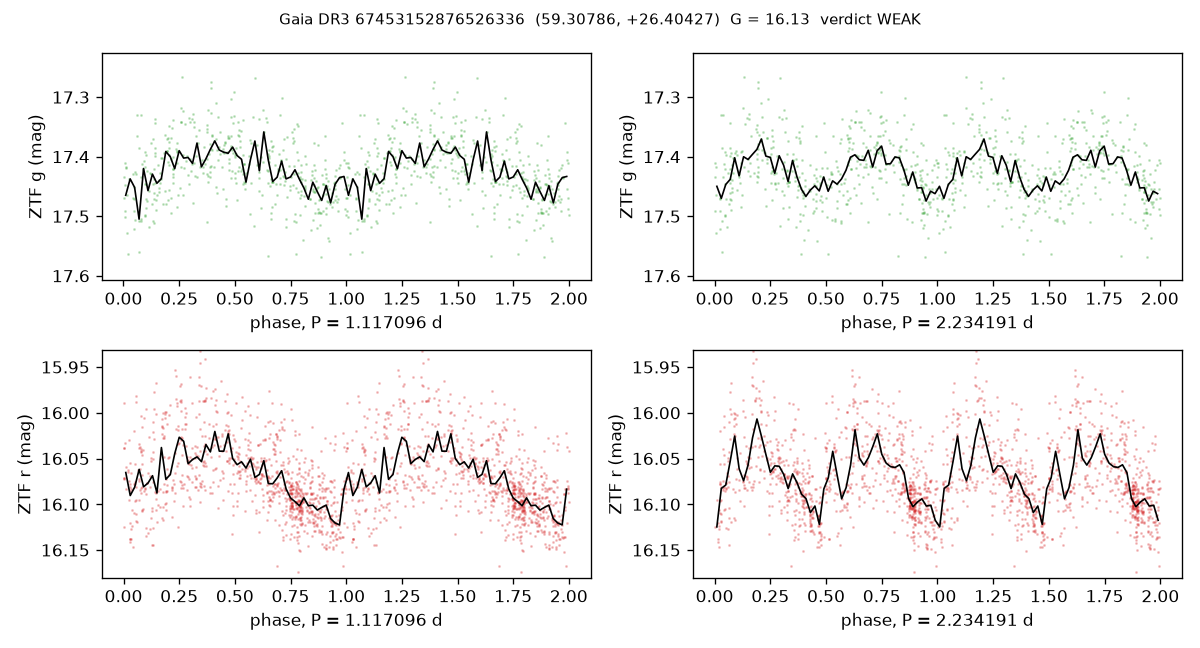 Gaia DR3 67453152876526336  (59.30786, +26.40427)  G = 16.13  verdict WEAK
ZTF g (mag)
17.3
17.4
17.5
17.6
0.00 0.25 0.50 0.75 1.00 1.25 1.50 1.75 2.00
phase, P = 1.117096 d
ZTF g (mag)
17.3
17.4
17.5
17.6
0.00 0.25 0.50 0.75 1.00 1.25 1.50 1.75 2.00
phase, P = 2.234191 d
ZTF r (mag)
15.95
16.00
16.05
16.10
16.15
0.00 0.25 0.50 0.75 1.00 1.25 1.50 1.75 2.00
phase, P = 1.117096 d
ZTF r (mag)
15.95
16.00
16.05
16.10
16.15
0.00 0.25 0.50 0.75 1.00 1.25 1.50 1.75 2.00
phase, P = 2.234191 d